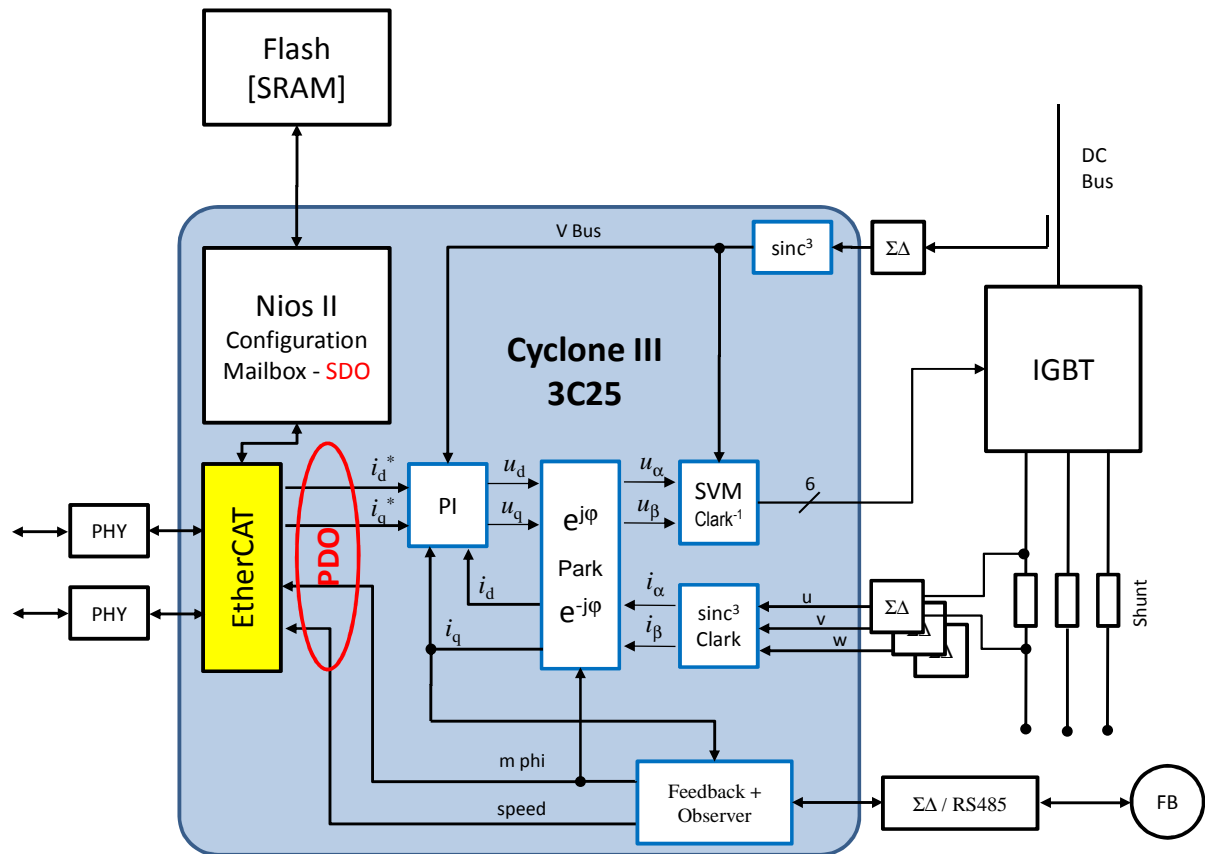 Flash
[SRAM]
DC
Bus
V Bus
sinc³
ΣΔ
Nios II
Configuration
Mailbox - SDO
Cyclone III
3C25
IGBT
i_d*
i_q*
PI
u_d
u_q
e^jφ
Park
e^-jφ
u_α
u_β
SVM
Clark⁻¹
6
PHY
PHY
EtherCAT
PDO
i_d
i_q
i_α
i_β
sinc³
Clark
u
v
w
ΣΔ
ΣΔ
ΣΔ
Shunt
m phi
speed
Feedback +
Observer
ΣΔ / RS485
FB